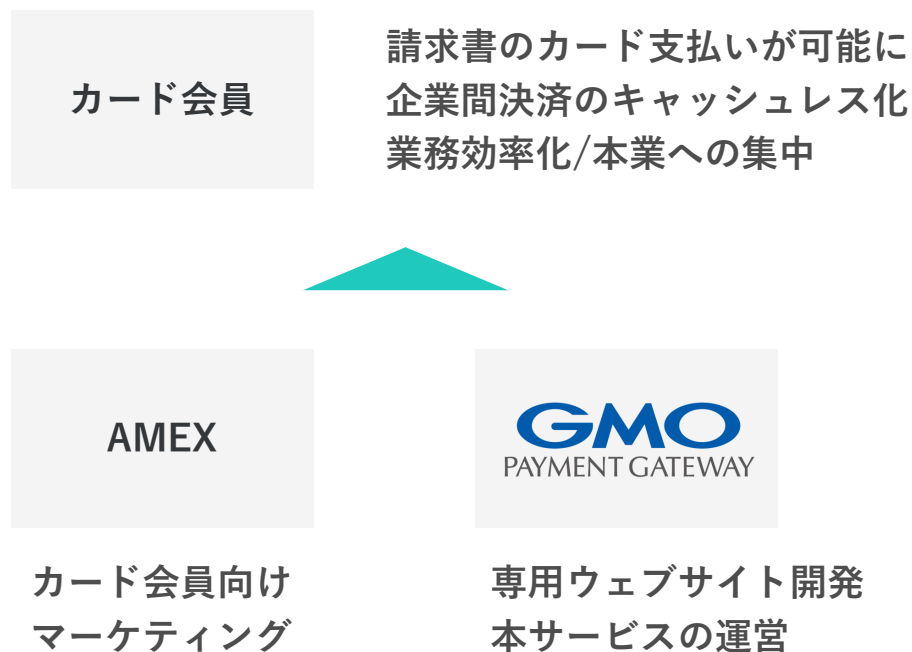 カード会員
請求書のカード支払いが可能に
企業間決済のキャッシュレス化
業務効率化/本業への集中
AMEX
カード会員向け
マーケティング
GMO
PAYMENT GATEWAY
専用ウェブサイト開発
本サービスの運営